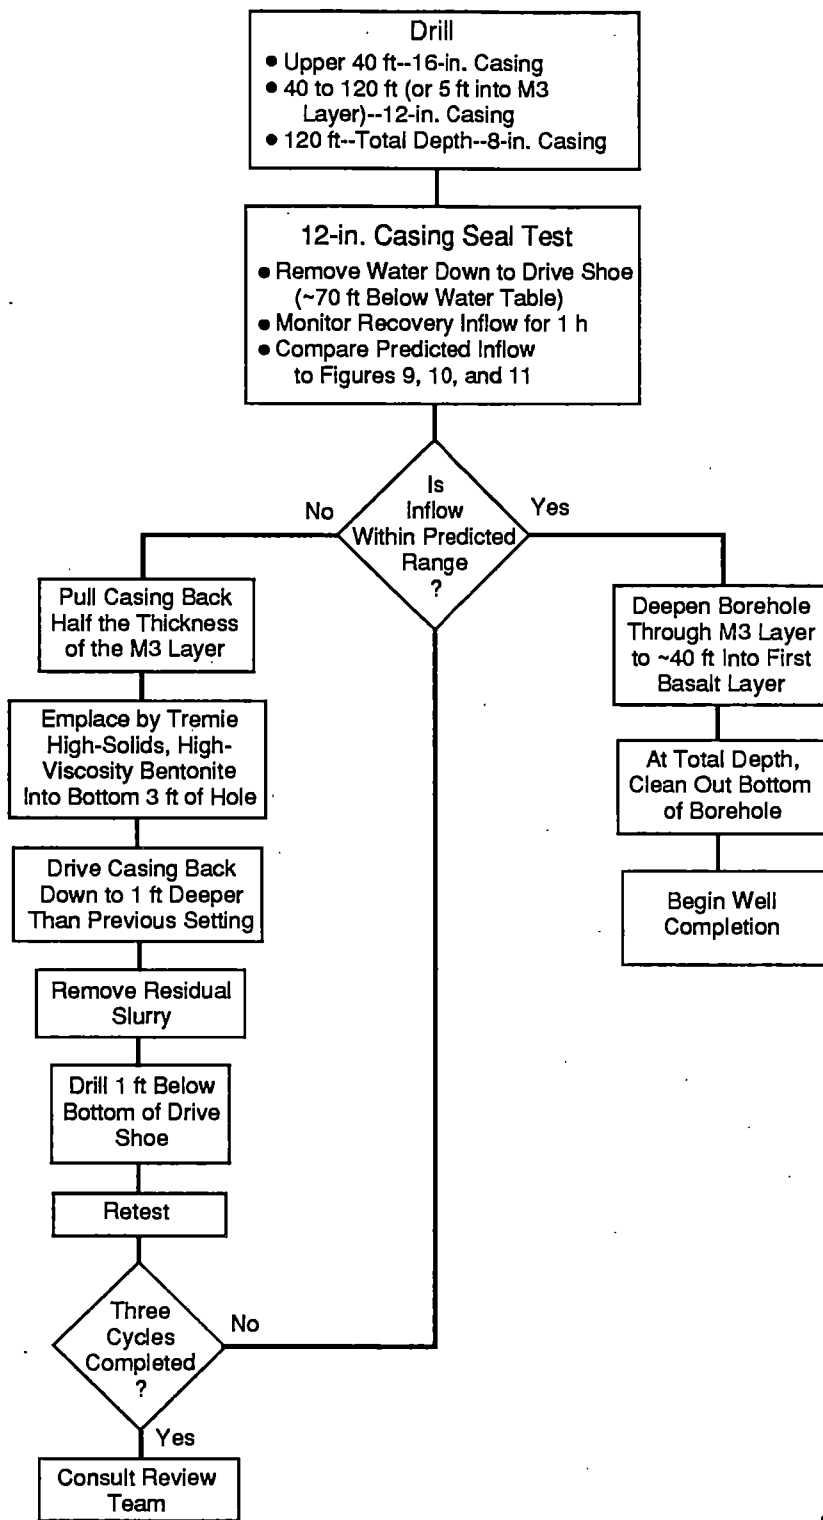 Drill
● Upper 40 ft--16-in. Casing
● 40 to 120 ft (or 5 ft into M3
Layer)--12-in. Casing
● 120 ft--Total Depth--8-in. Casing
12-in. Casing Seal Test
● Remove Water Down to Drive Shoe
(~70 ft Below Water Table)
● Monitor Recovery Inflow for 1 h
● Compare Predicted Inflow
to Figures 9, 10, and 11
Is
Inflow
Within Predicted
Range
?
No
Yes
Pull Casing Back
Half the Thickness
of the M3 Layer
Emplace by Tremie
High-Solids, High-
Viscosity Bentonite
Into Bottom 3 ft of Hole
Drive Casing Back
Down to 1 ft Deeper
Than Previous Setting
Remove Residual
Slurry
Drill 1 ft Below
Bottom of Drive
Shoe
Retest
Three
Cycles
Completed
?
No
Yes
Consult Review
Team
Deepen Borehole
Through M3 Layer
to ~40 ft Into First
Basalt Layer
At Total Depth,
Clean Out Bottom
of Borehole
Begin Well
Completion